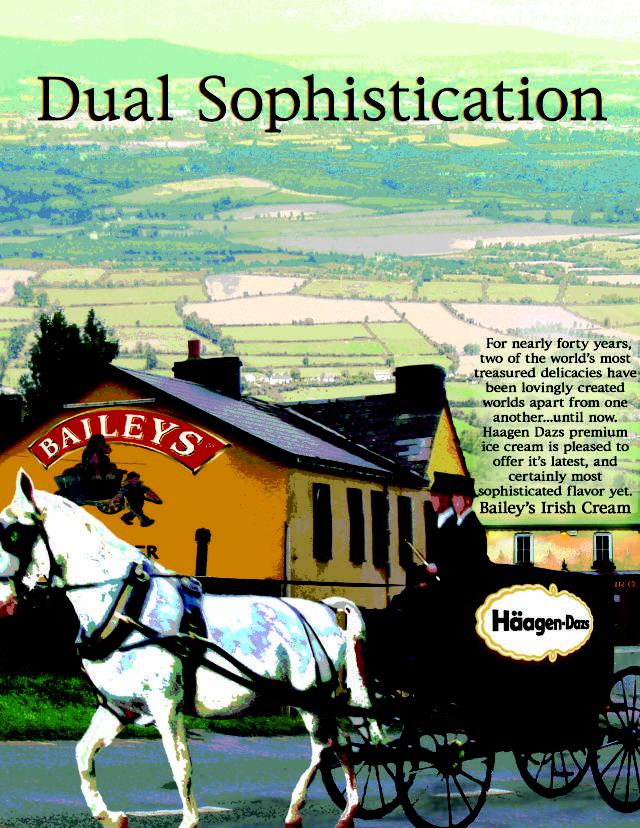 Dual Sophistication
For nearly forty years,
two of the world's most
treasured delicacies have
been lovingly created
worlds apart from one
another...until now.
Haagen Dazs premium
ice cream is pleased to
offer it's latest, and
certainly most
sophisticated flavor yet.
Bailey's Irish Cream
BAILEYS
Häagen-Dazs